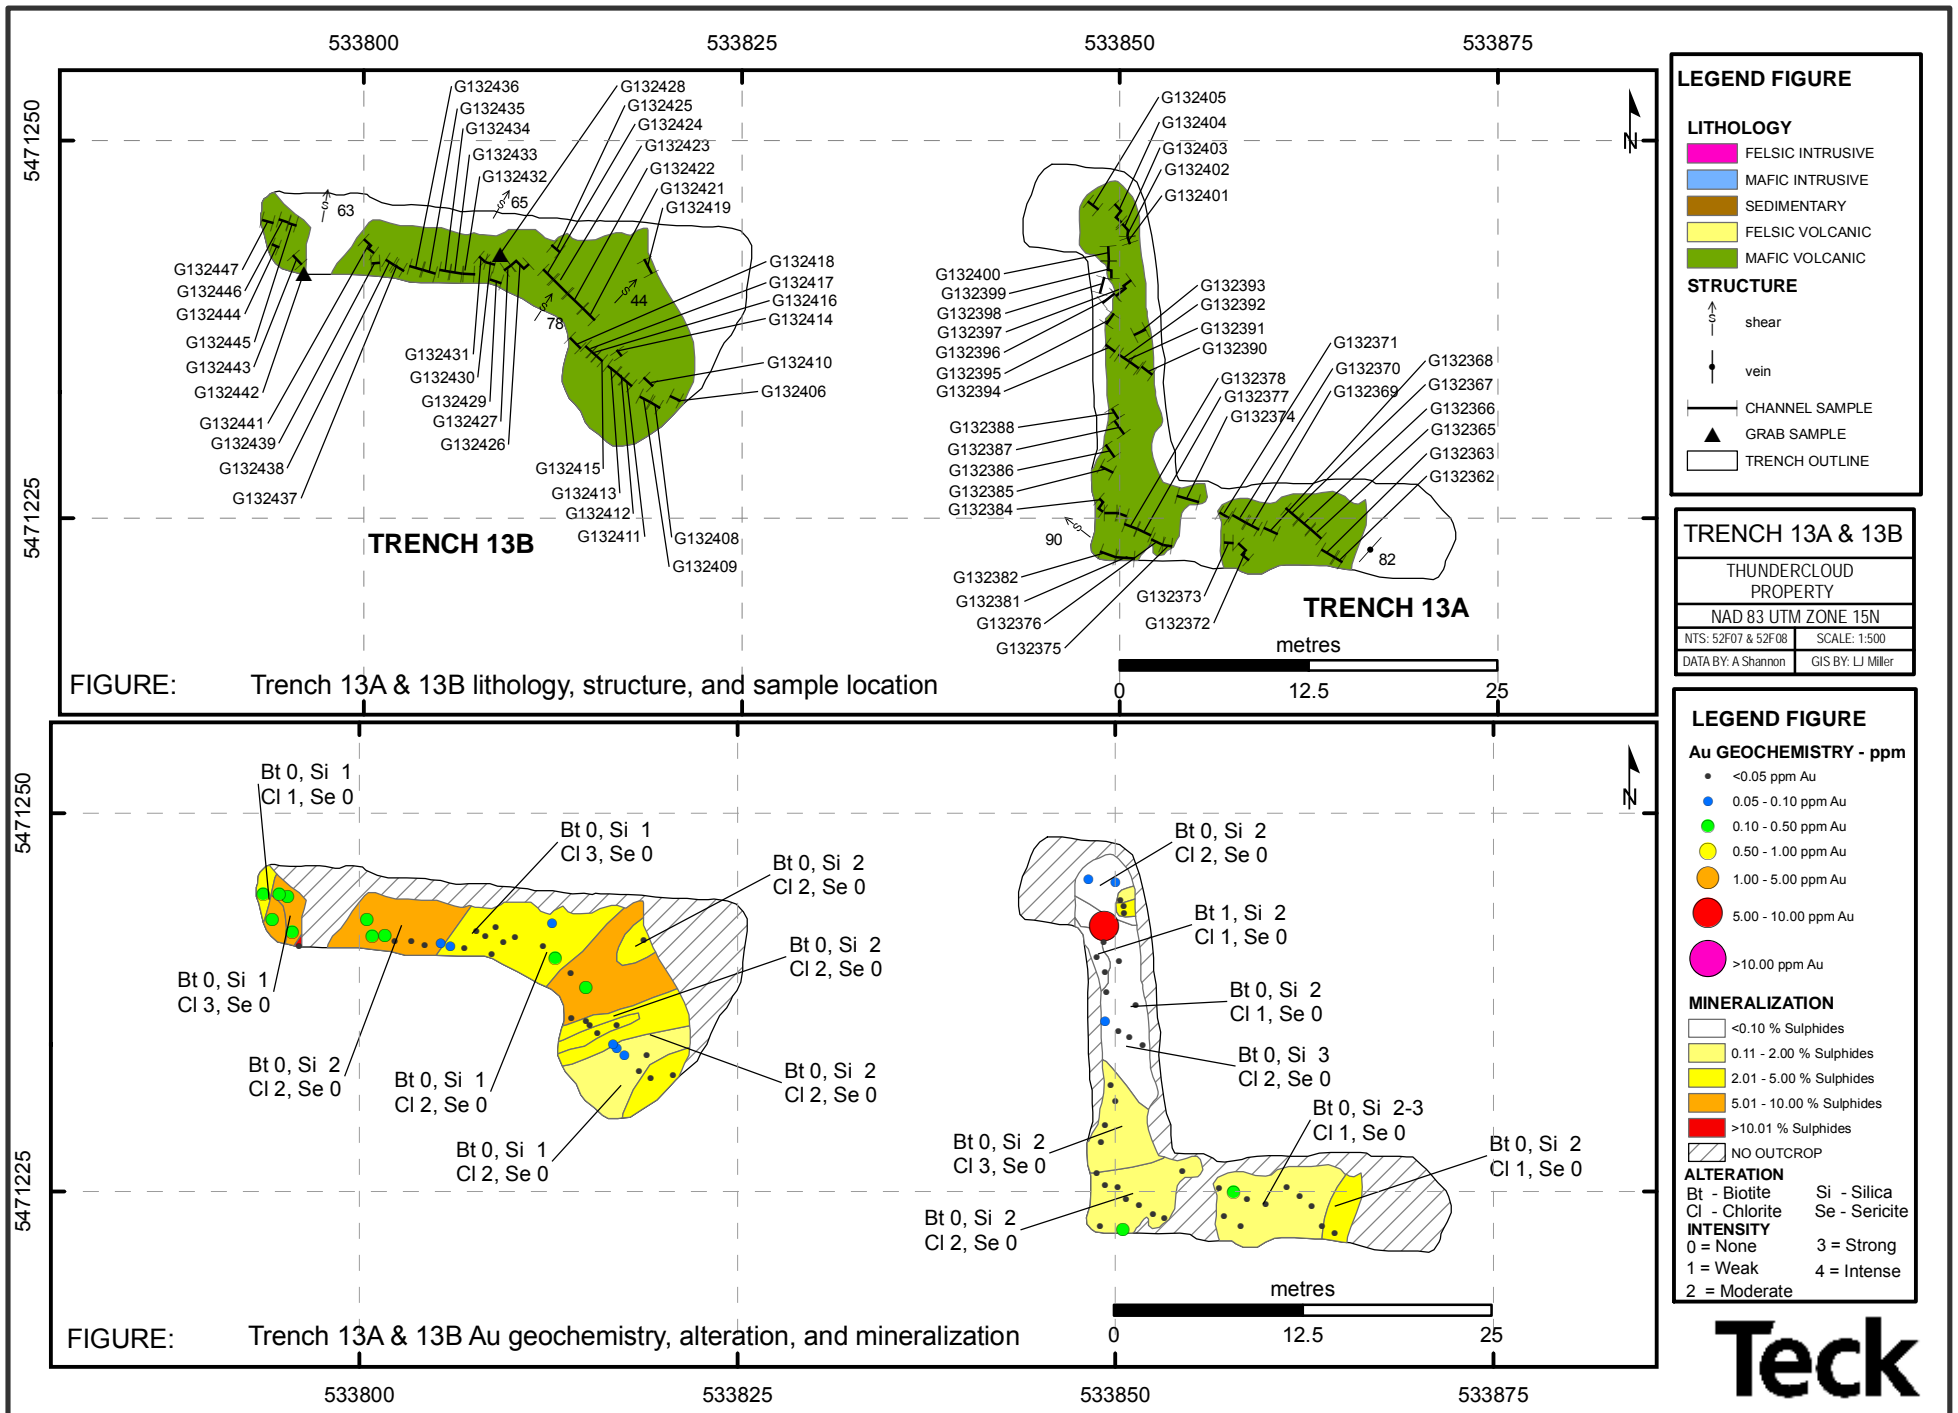 533800
533825
533850
533875
5471250
5471225
G132436
G132435
G132434
G132433
G132432
G132428
G132425
G132424
G132423
G132422
G132421
G132419
63
65
44
78
G132447
G132446
G132444
G132445
G132443
G132442
G132441
G132439
G132438
G132437
G132431
G132430
G132429
G132427
G132426
G132418
G132417
G132416
G132414
G132410
G132406
G132415
G132413
G132412
G132411
G132408
G132409
TRENCH 13B
G132405
G132404
G132403
G132402
G132401
G132400
G132399
G132398
G132397
G132396
G132395
G132394
G132393
G132392
G132391
G132390
G132371
G132370
G132369
G132368
G132367
G132366
G132365
G132363
G132362
G132378
G132377
G132374
G132388
G132387
G132386
G132385
G132384
90
82
G132382
G132381
G132376
G132375
G132373
G132372
TRENCH 13A
N
metres
0
12.5
25
FIGURE: Trench 13A & 13B lithology, structure, and sample location
LEGEND FIGURE
LITHOLOGY
FELSIC INTRUSIVE
MAFIC INTRUSIVE
SEDIMENTARY
FELSIC VOLCANIC
MAFIC VOLCANIC
STRUCTURE
shear
vein
CHANNEL SAMPLE
GRAB SAMPLE
TRENCH OUTLINE
TRENCH 13A & 13B
THUNDERCLOUD
PROPERTY
NAD 83 UTM ZONE 15N
NTS: 52F07 & 52F08
SCALE: 1:500
DATA BY: A Shannon
GIS BY: LJ Miller
5471250
5471225
Bt 0, Si 1
Cl 1, Se 0
Bt 0, Si 1
Cl 3, Se 0
Bt 0, Si 2
Cl 2, Se 0
Bt 0, Si 2
Cl 2, Se 0
Bt 0, Si 1
Cl 3, Se 0
Bt 0, Si 2
Cl 2, Se 0
Bt 0, Si 1
Cl 2, Se 0
Bt 0, Si 2
Cl 2, Se 0
Bt 0, Si 1
Cl 2, Se 0
Bt 0, Si 2
Cl 2, Se 0
Bt 1, Si 2
Cl 1, Se 0
Bt 0, Si 2
Cl 1, Se 0
Bt 0, Si 3
Cl 2, Se 0
Bt 0, Si 2-3
Cl 1, Se 0
Bt 0, Si 2
Cl 3, Se 0
Bt 0, Si 2
Cl 1, Se 0
Bt 0, Si 2
Cl 2, Se 0
N
metres
0
12.5
25
FIGURE: Trench 13A & 13B Au geochemistry, alteration, and mineralization
533800
533825
533850
533875
LEGEND FIGURE
Au GEOCHEMISTRY - ppm
<0.05 ppm Au
0.05 - 0.10 ppm Au
0.10 - 0.50 ppm Au
0.50 - 1.00 ppm Au
1.00 - 5.00 ppm Au
5.00 - 10.00 ppm Au
>10.00 ppm Au
MINERALIZATION
<0.10 % Sulphides
0.11 - 2.00 % Sulphides
2.01 - 5.00 % Sulphides
5.01 - 10.00 % Sulphides
>10.01 % Sulphides
NO OUTCROP
ALTERATION
Bt - Biotite Si - Silica
Cl - Chlorite Se - Sericite
INTENSITY
0 = None 3 = Strong
1 = Weak 4 = Intense
2 = Moderate
Teck